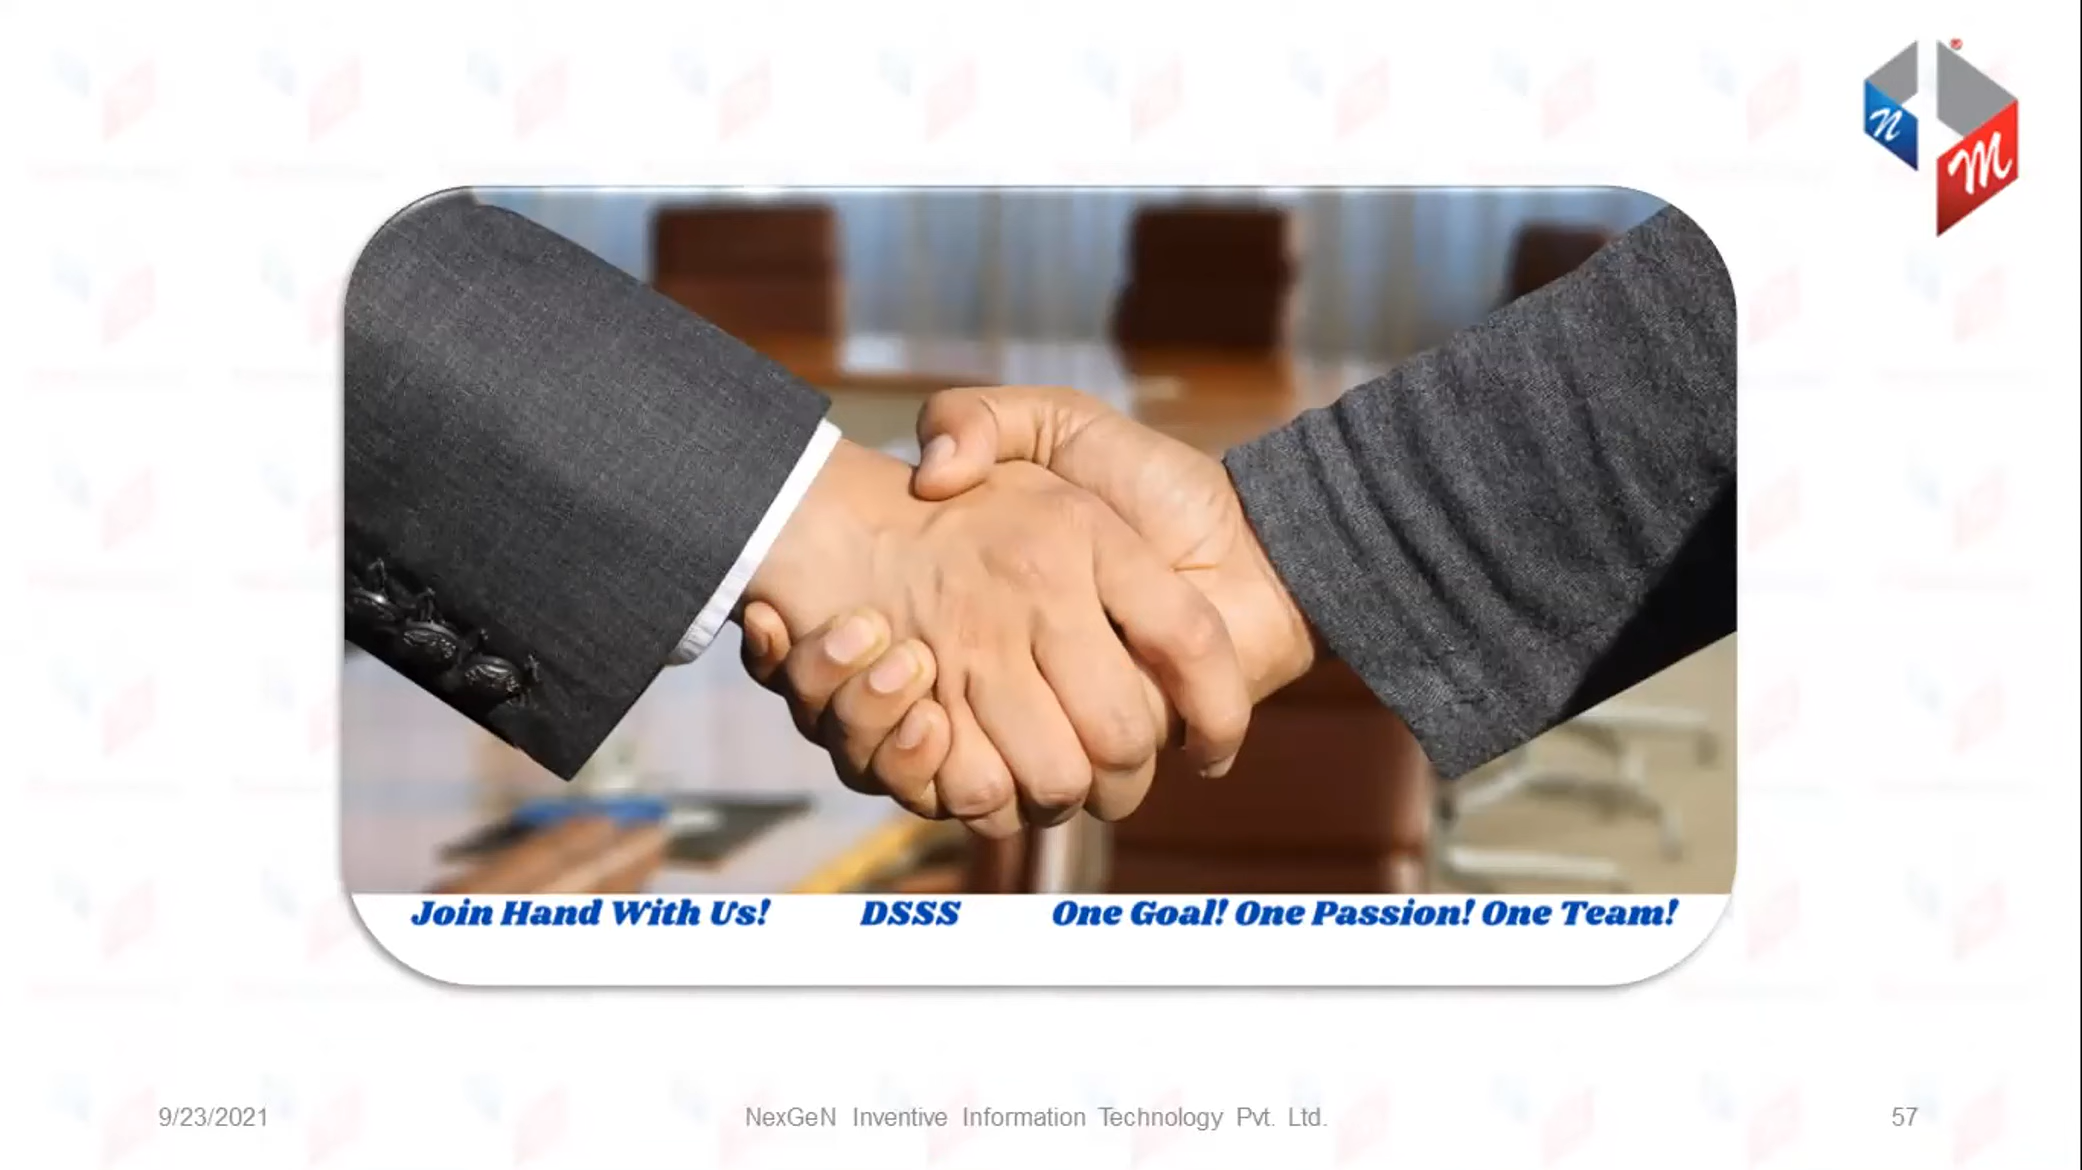 n
M
Join Hand With Us! DSSS One Goal! One Passion! One Team!
9/23/2021 NexGeN Inventive Information Technology Pvt. Ltd. 57